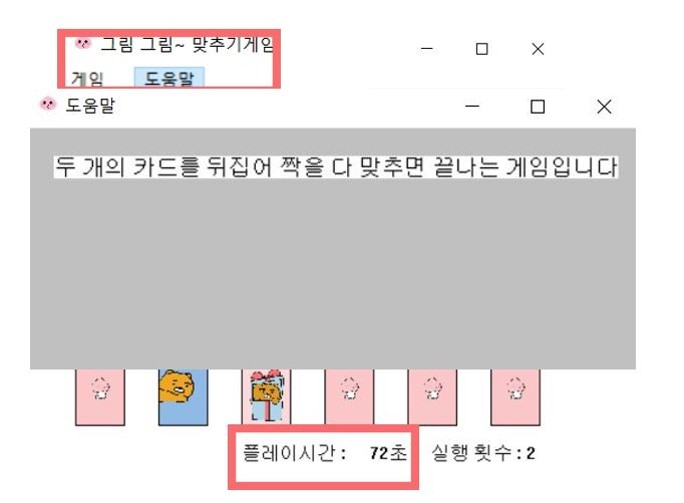 그림 그림~ 맞추기게임
게임 도움말
도움말
두 개의 카드를 뒤집어 짝을 다 맞추면 끝나는 게임입니다
플레이시간 : 72초 실행 횟수 : 2